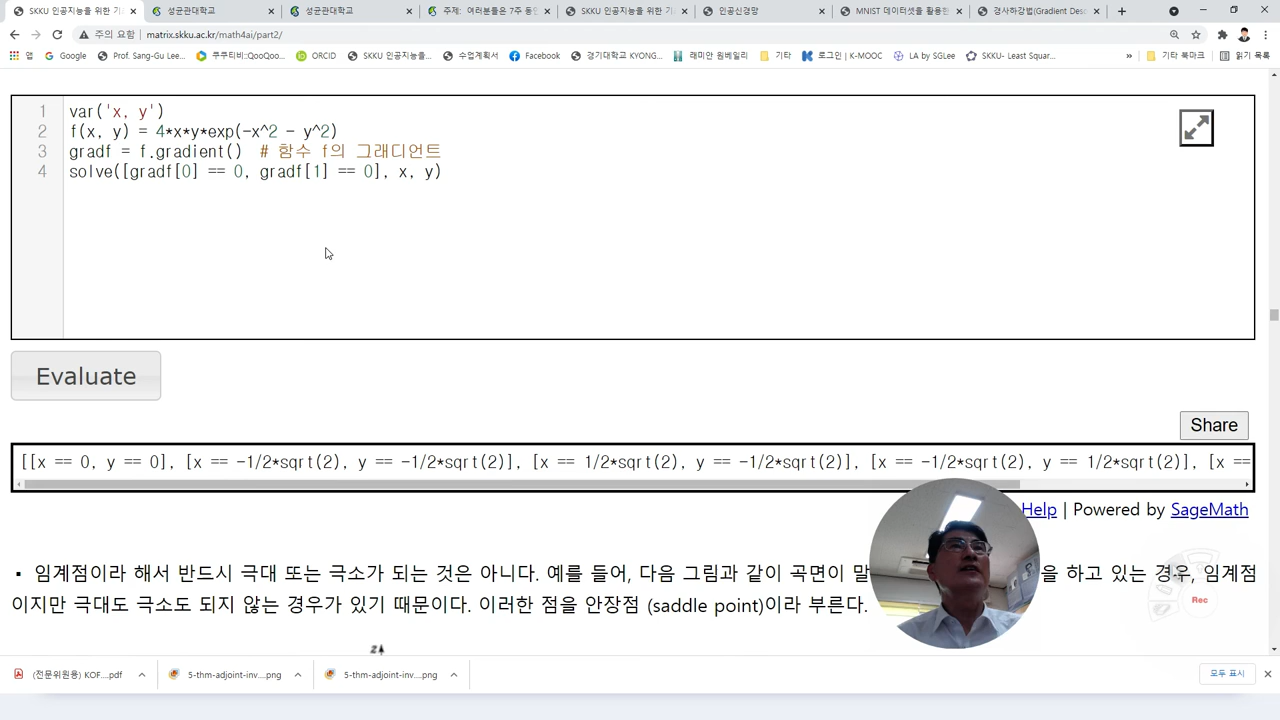 SKKU 인공지능을 위한 기
성균관대학교
성균관대학교
주제: 여러분들은 7주 동안
SKKU 인공지능을 위한 기
인공신경망
MNIST 데이터셋을 활용한
경사하강법(Gradient Des
주의 요함 | matrix.skku.ac.kr/math4ai/part2/
앱 Google Prof. Sang-Gu Lee... 쿠쿠티비::QooQoo... ORCID SKKU 인공지능을... 수업계획서 Facebook 경기대학교 KYONG... 래미안 원베일리 기타 로그인 | K-MOOC LA by SGLee SKKU- Least Squar... » 기타 북마크 읽기 목록
1 var('x, y')
2 f(x, y) = 4*x*y*exp(-x^2 - y^2)
3 gradf = f.gradient() # 함수 f의 그래디언트
4 solve([gradf[0] == 0, gradf[1] == 0], x, y)
Evaluate
Share
[[x == 0, y == 0], [x == -1/2*sqrt(2), y == -1/2*sqrt(2)], [x == 1/2*sqrt(2), y == -1/2*sqrt(2)], [x == -1/2*sqrt(2), y == 1/2*sqrt(2)], [x ==
Help | Powered by SageMath
▪ 임계점이라 해서 반드시 극대 또는 극소가 되는 것은 아니다. 예를 들어, 다음 그림과 같이 곡면이 말 을 하고 있는 경우, 임계점
이지만 극대도 극소도 되지 않는 경우가 있기 때문이다. 이러한 점을 안장점 (saddle point)이라 부른다.
Rec
z
(전문위원용) KOF....pdf
5-thm-adjoint-inv....png
5-thm-adjoint-inv....png
모두 표시